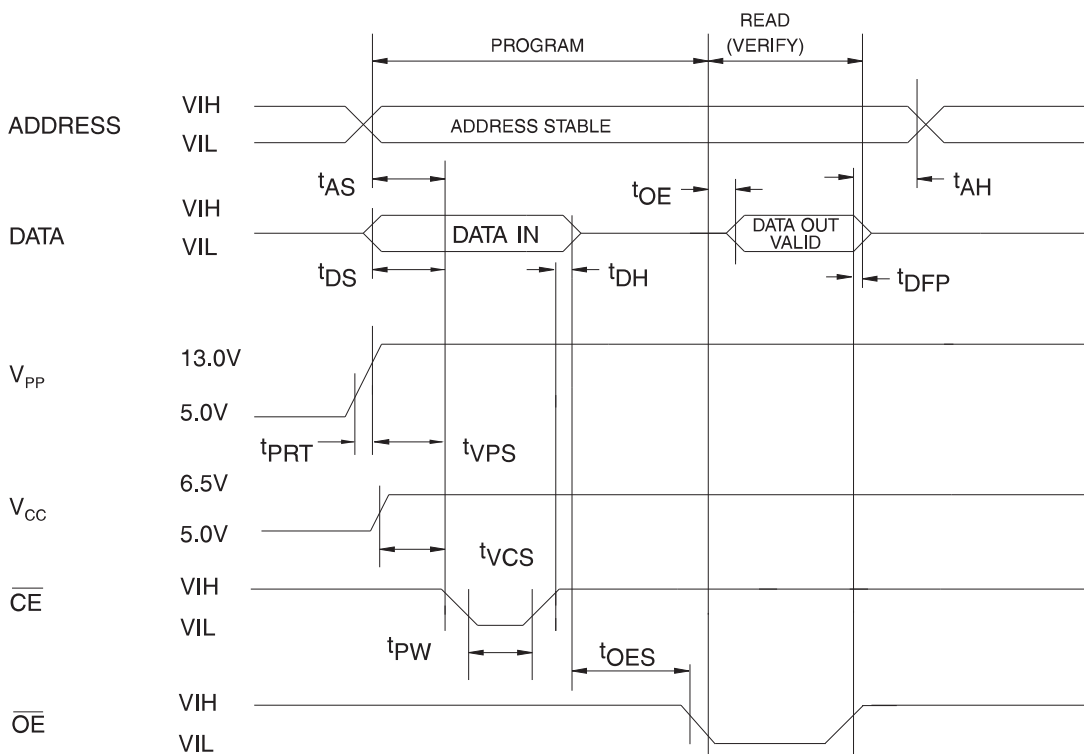 READ
PROGRAM
(VERIFY)
ADDRESS
VIH
VIL
ADDRESS STABLE
tAS
tOE
tAH
DATA
VIH
VIL
DATA IN
DATA OUT
VALID
tDS
tDH
tDFP
VPP
13.0V
5.0V
tPRT
tVPS
VCC
6.5V
5.0V
tVCS
CE
VIH
VIL
tPW
tOES
OE
VIH
VIL